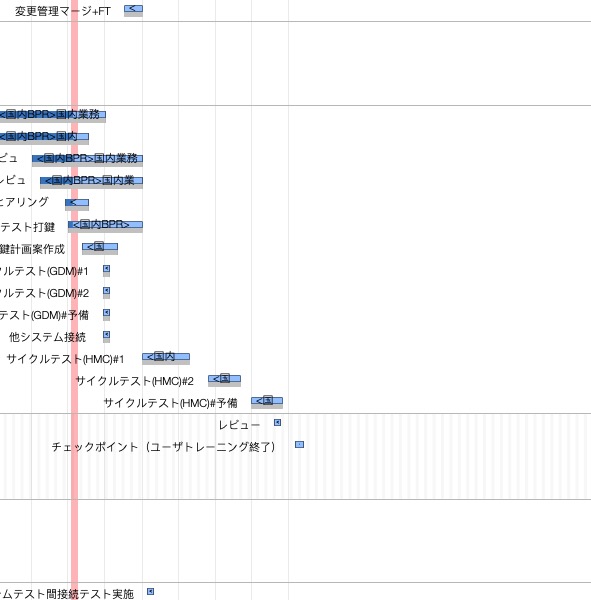 変更管理マージ+FT <
<国内BPR>国内業務
<国内BPR>国内
ビュ <国内BPR>国内業務
レビュ <国内BPR>国内業
ヒアリング <
テスト打鍵 <国内BPR>
鍵計画案作成 <国
クルテスト(GDM)#1
クルテスト(GDM)#2
テスト(GDM)#予備
他システム接続
サイクルテスト(HMC)#1 <国内
サイクルテスト(HMC)#2 <国
サイクルテスト(HMC)#予備 <国
レビュー
チェックポイント（ユーザトレーニング終了）
ムテスト間接続テスト実施